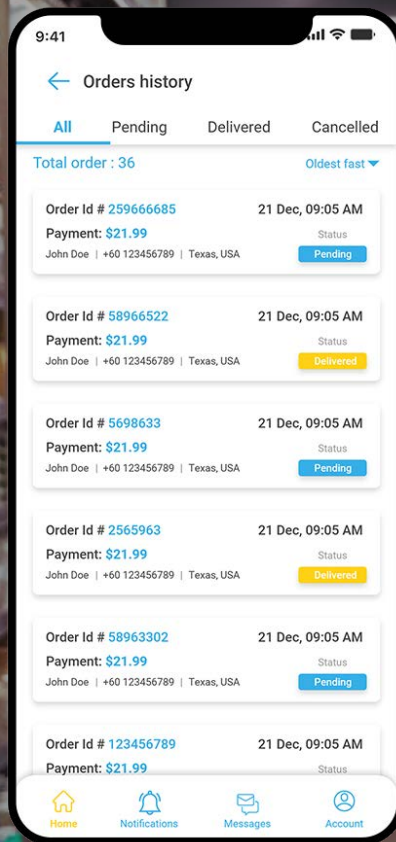 9:41
Orders history
All Pending Delivered Cancelled
Total order : 36 Oldest fast
Order Id # 259666685 21 Dec, 09:05 AM
Payment: $21.99 Status
John Doe | +60 123456789 | Texas, USA Pending
Order Id # 58966522 21 Dec, 09:05 AM
Payment: $21.99 Status
John Doe | +60 123456789 | Texas, USA Delivered
Order Id # 5698633 21 Dec, 09:05 AM
Payment: $21.99 Status
John Doe | +60 123456789 | Texas, USA Pending
Order Id # 2565963 21 Dec, 09:05 AM
Payment: $21.99 Status
John Doe | +60 123456789 | Texas, USA Delivered
Order Id # 58963302 21 Dec, 09:05 AM
Payment: $21.99 Status
John Doe | +60 123456789 | Texas, USA Pending
Order Id # 123456789 21 Dec, 09:05 AM
Payment: $21.99 Status
Home Notifications Messages Account